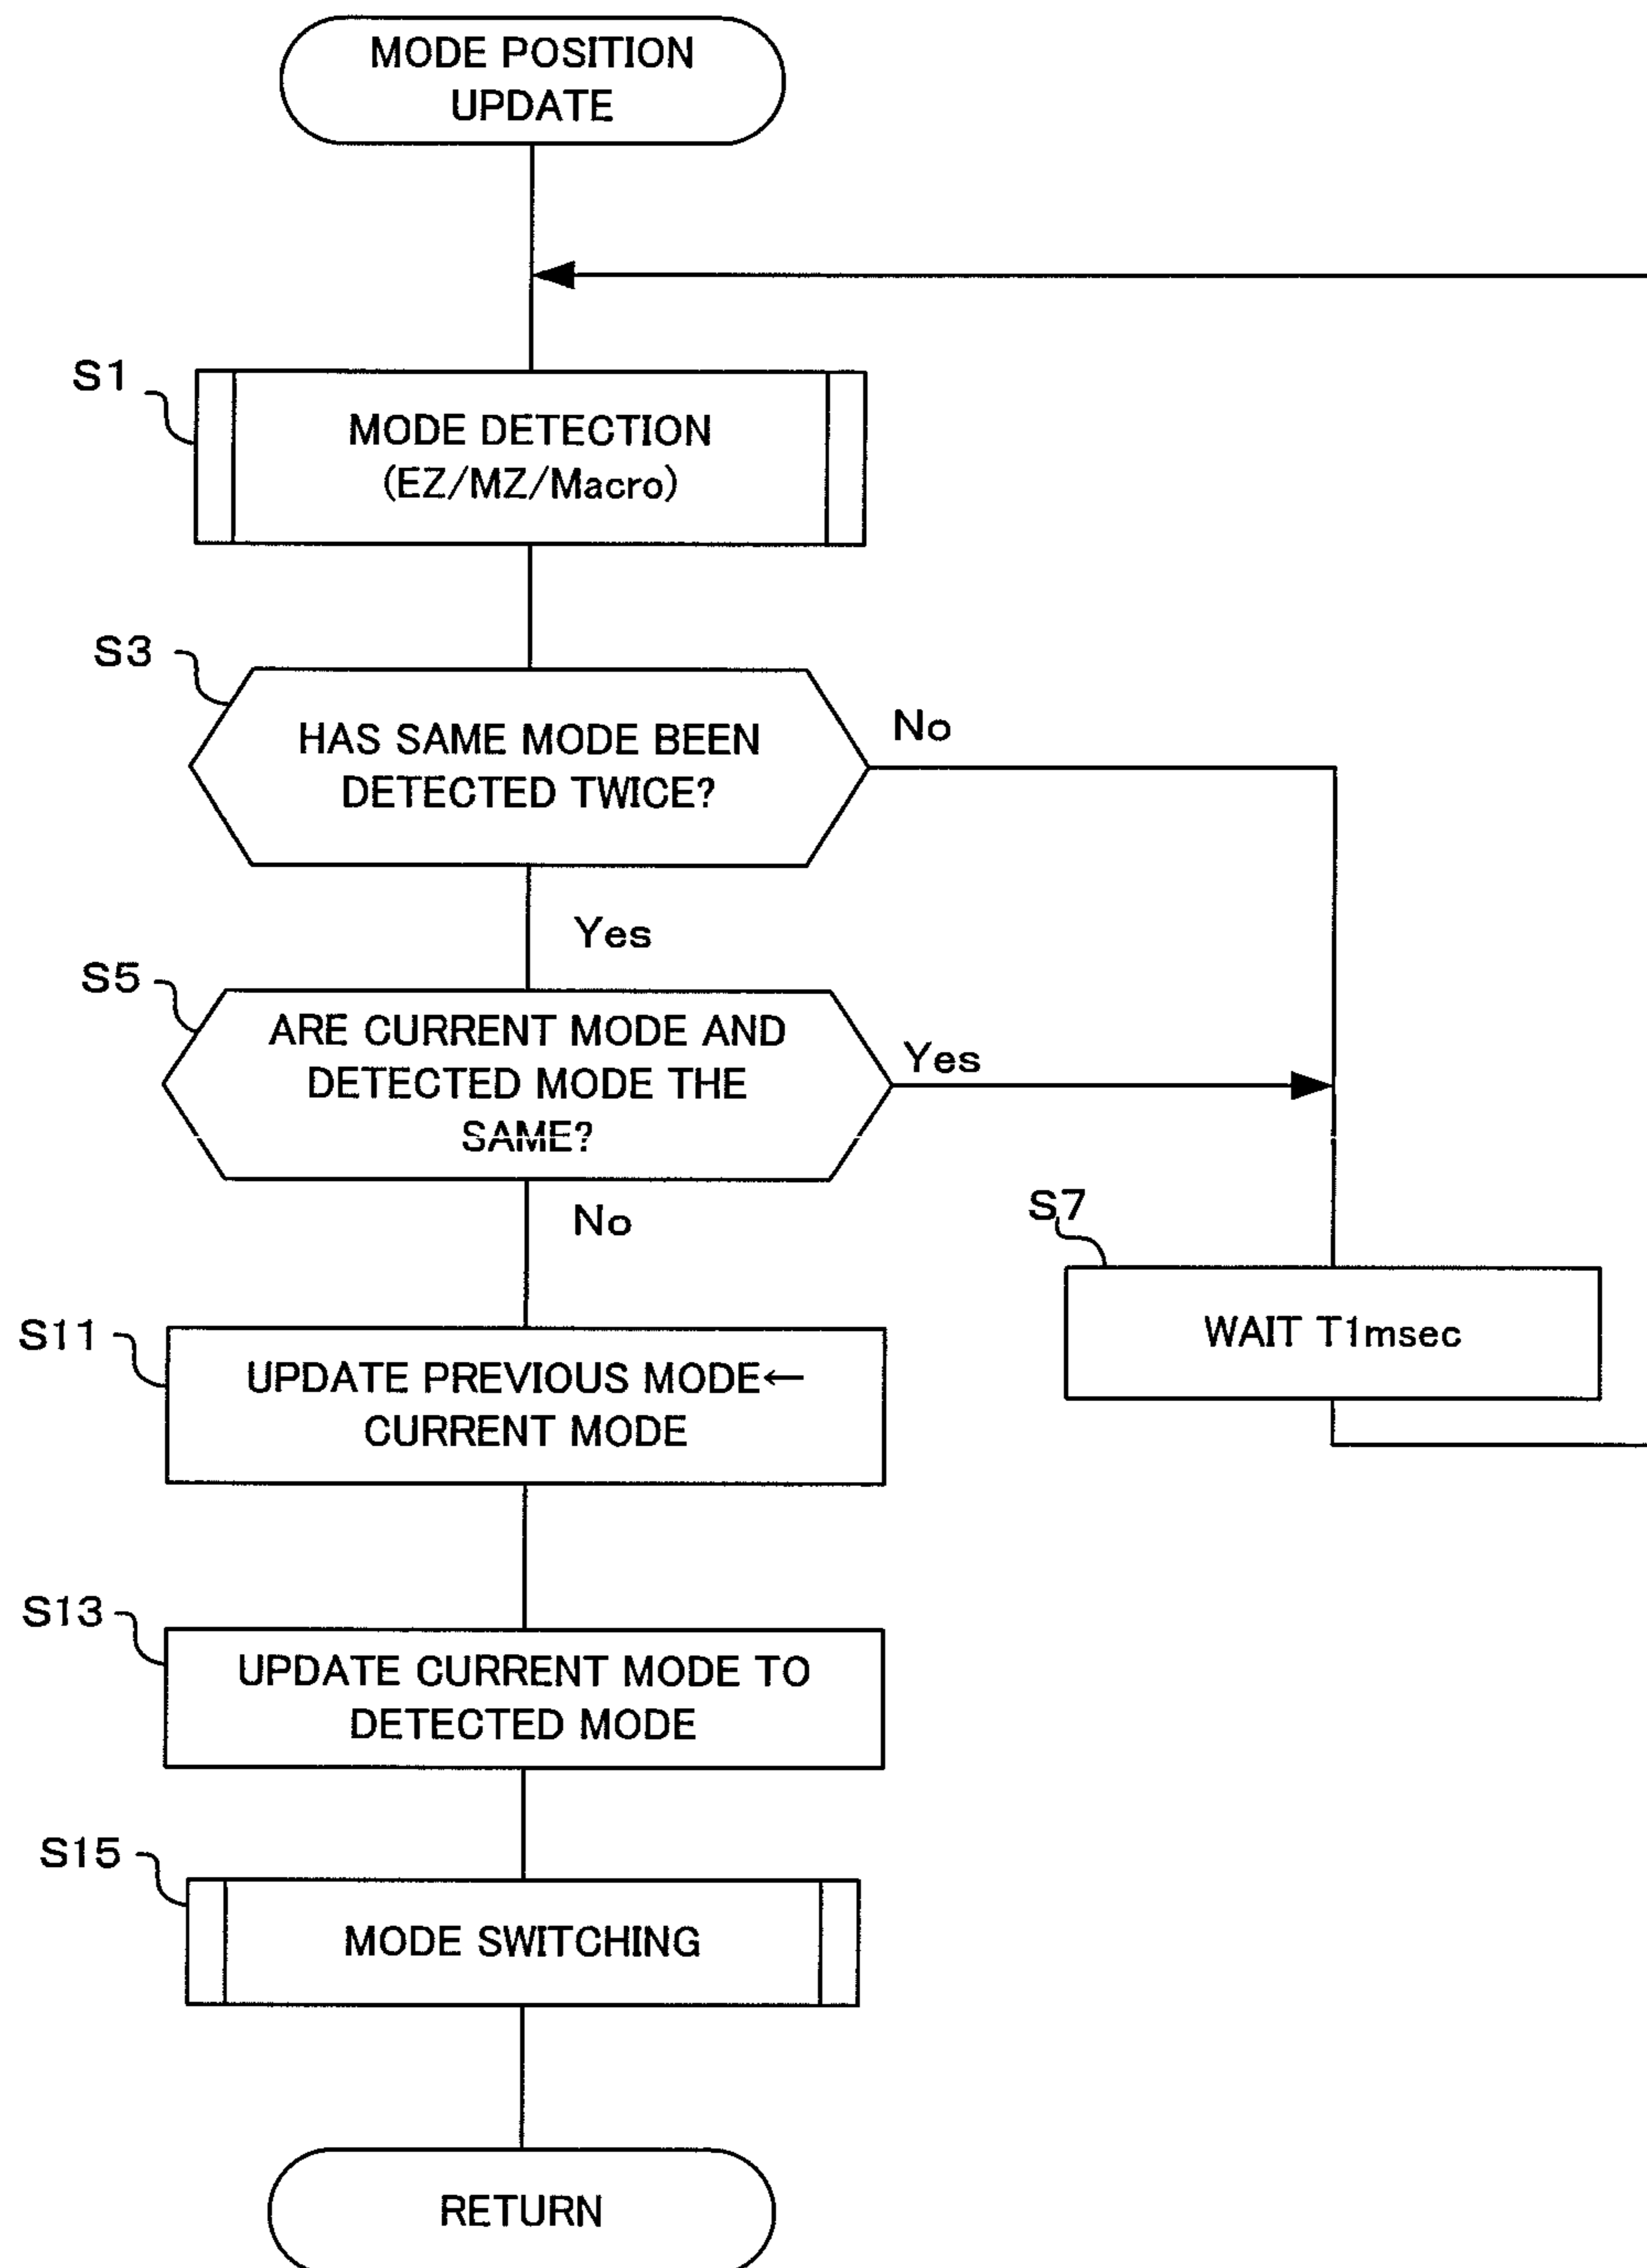 MODE POSITION
UPDATE
S1
MODE DETECTION
(EZ/MZ/Macro)
S3
HAS SAME MODE BEEN
DETECTED TWICE?
No
Yes
S5
ARE CURRENT MODE AND
DETECTED MODE THE
SAME?
Yes
No
S7
WAIT T1msec
S11
UPDATE PREVIOUS MODE←
CURRENT MODE
S13
UPDATE CURRENT MODE TO
DETECTED MODE
S15
MODE SWITCHING
RETURN